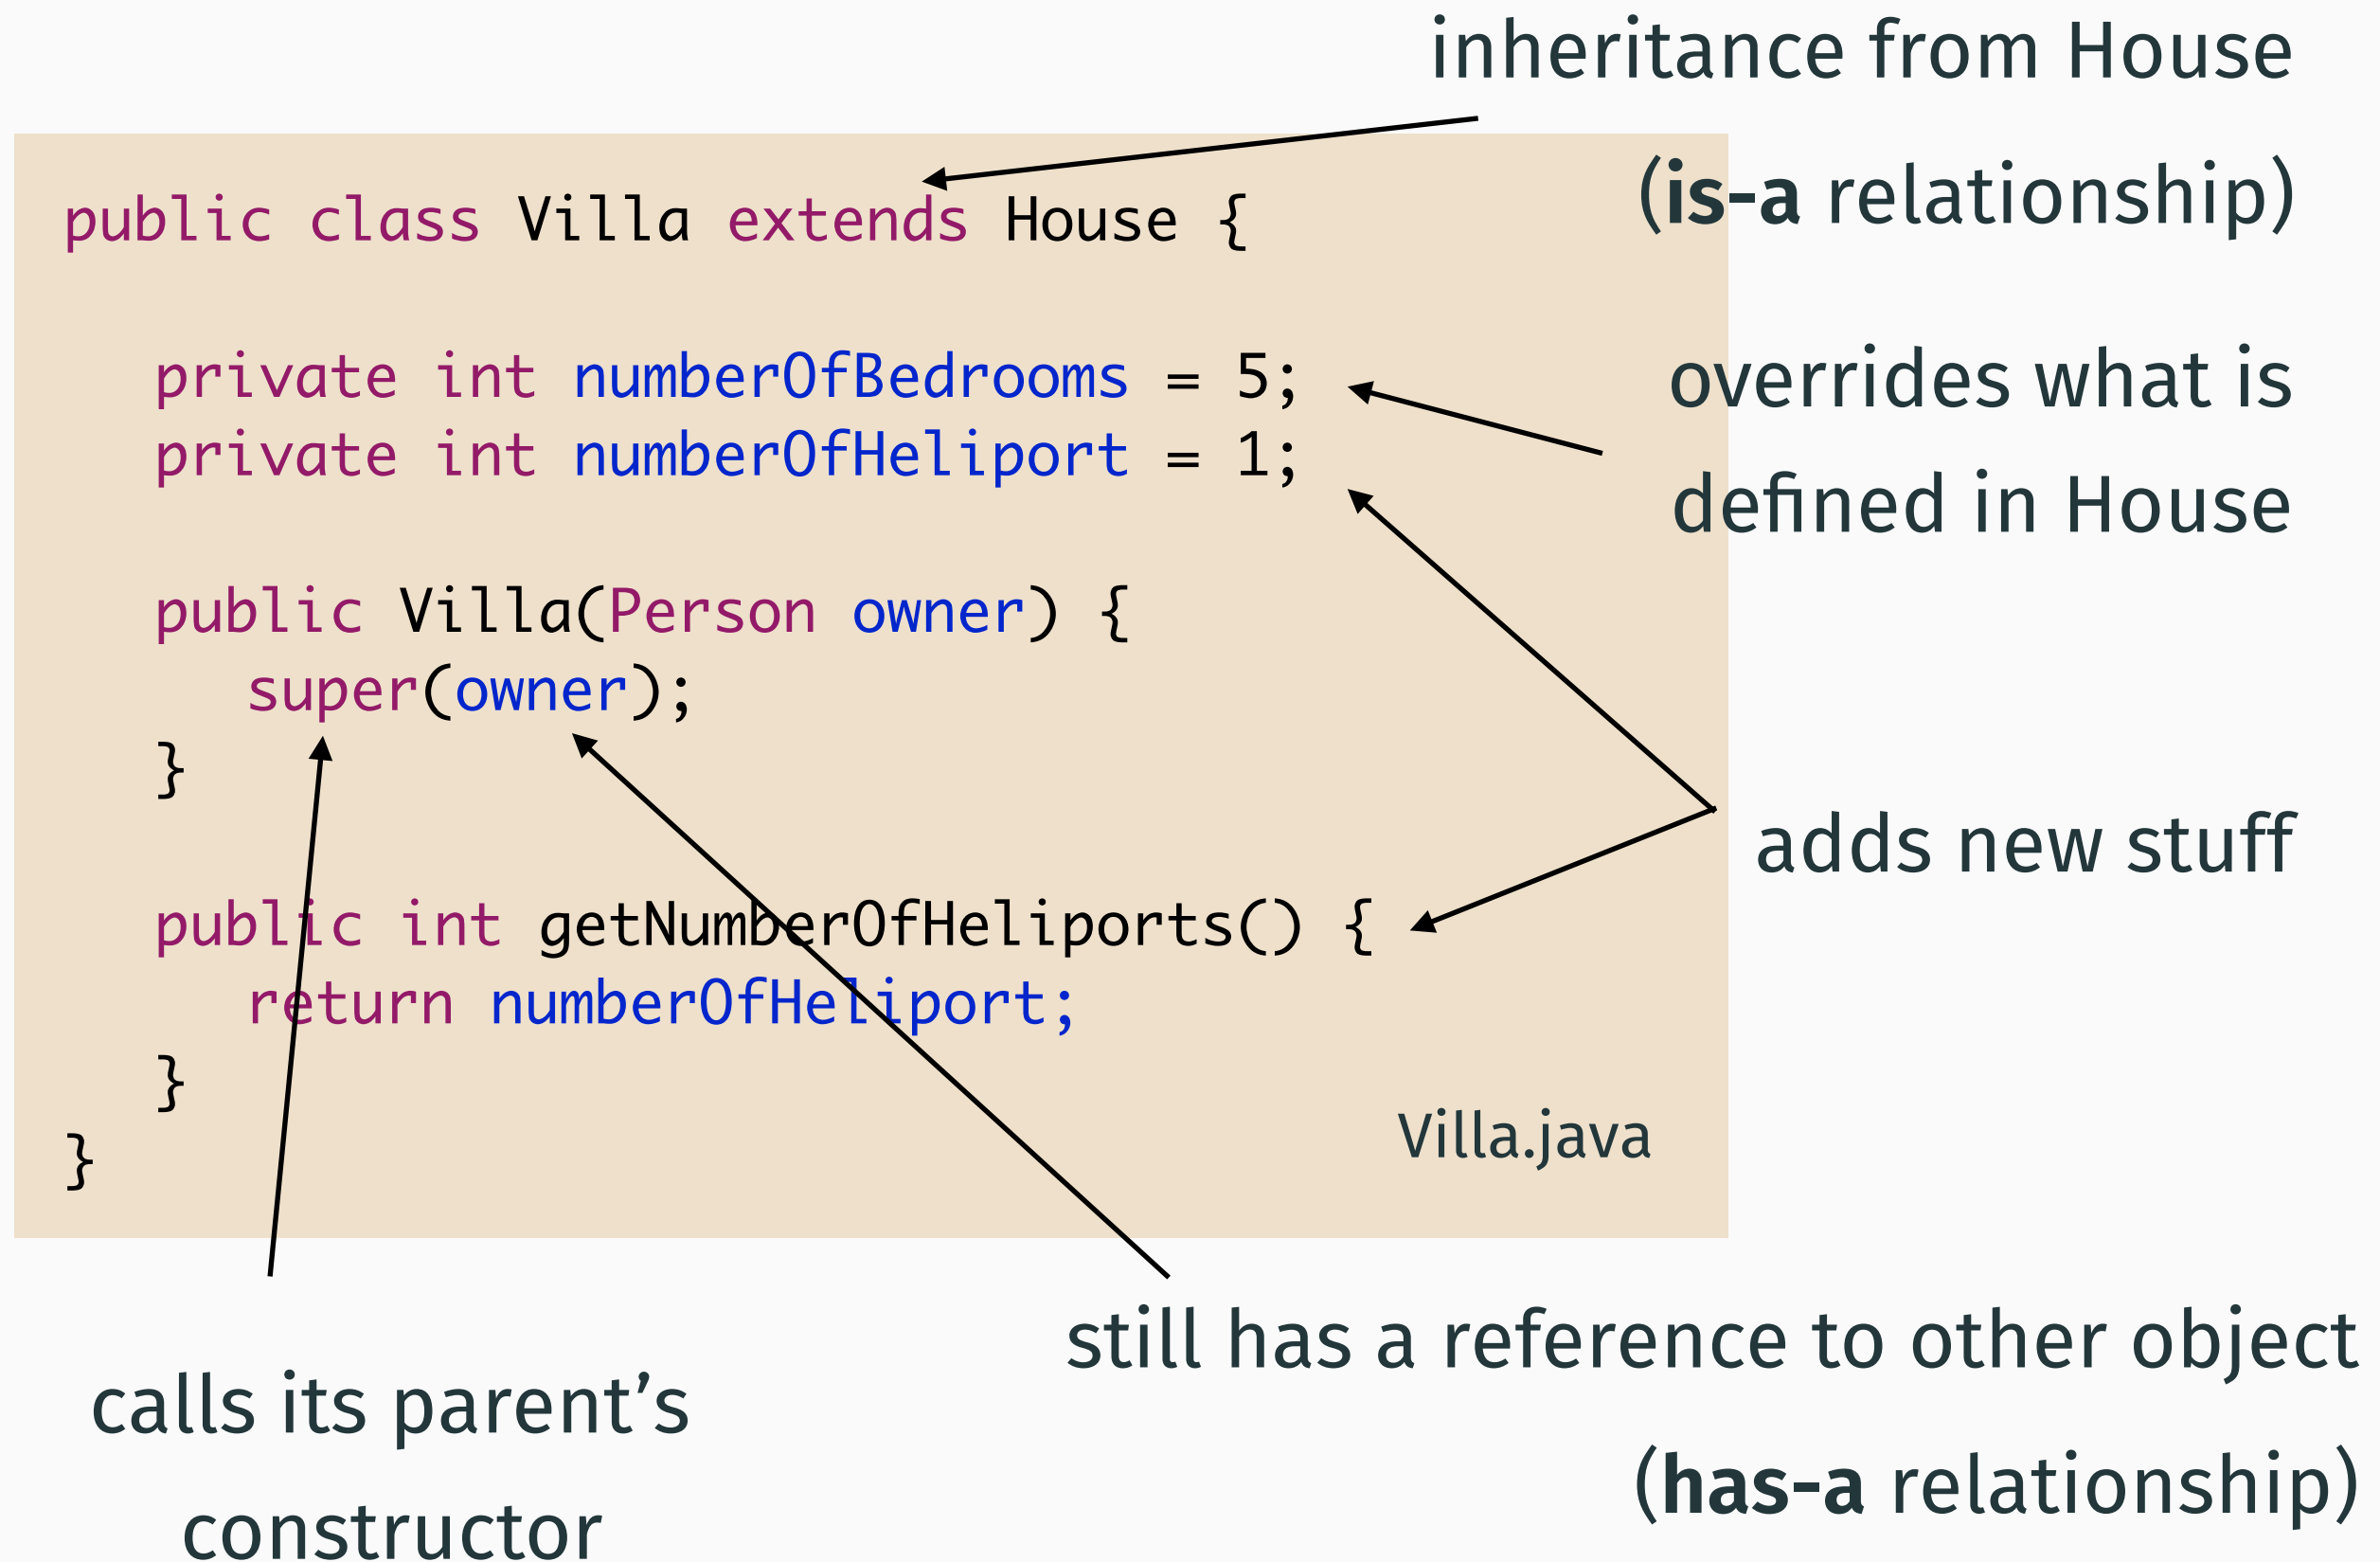 inheritance from House
(is-a relationship)
public class Villa extends House {
private int numberOfBedrooms = 5;
private int numberOfHeliport = 1;
overrides what is
defined in House
public Villa(Person owner) {
super(owner);
}
adds new stuff
public int getNumberOfHeliports() {
return numberOfHeliport;
}
}
Villa.java
calls its parent’s
constructor
still has a reference to other object
(has-a relationship)